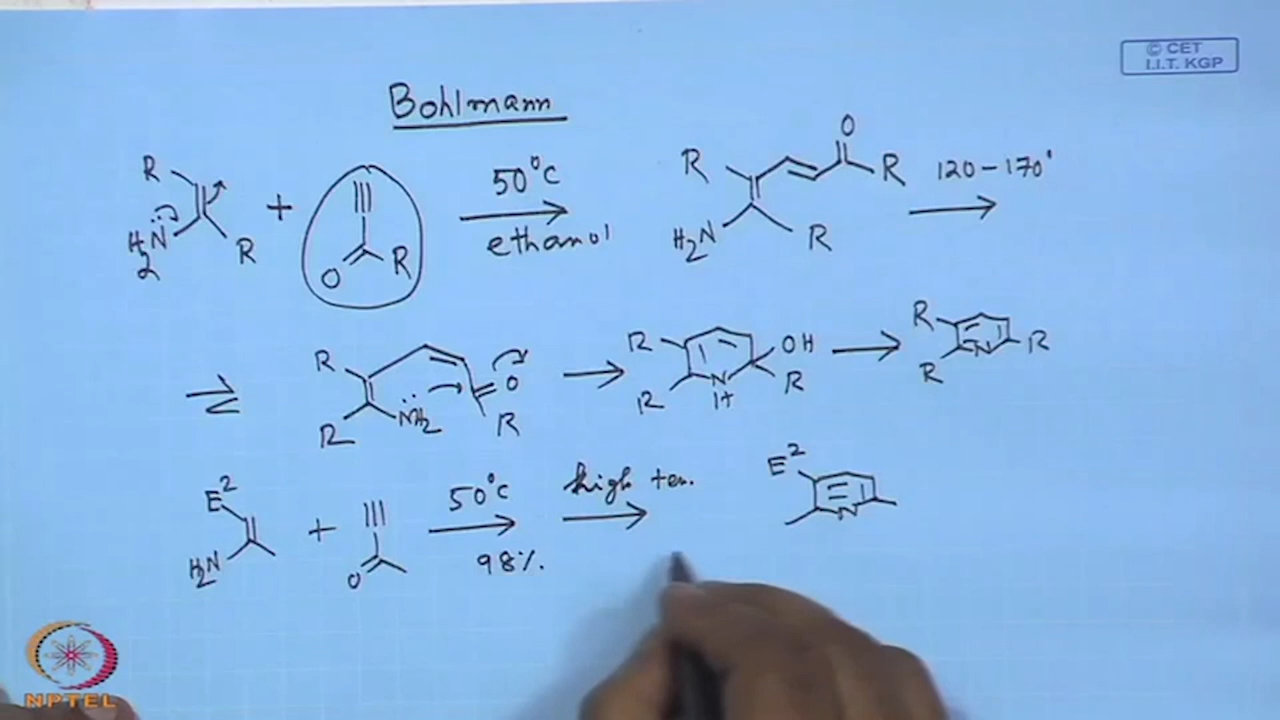 © CET
I.I.T. KGP
Bohlmann
R H2N R + O R 50°C ethanol R H2N R O R 120-170°
R R NH2 O R R R N H OH R R R N R
E2 H2N + O 50°C 98% high tem. E2 N
NPTEL